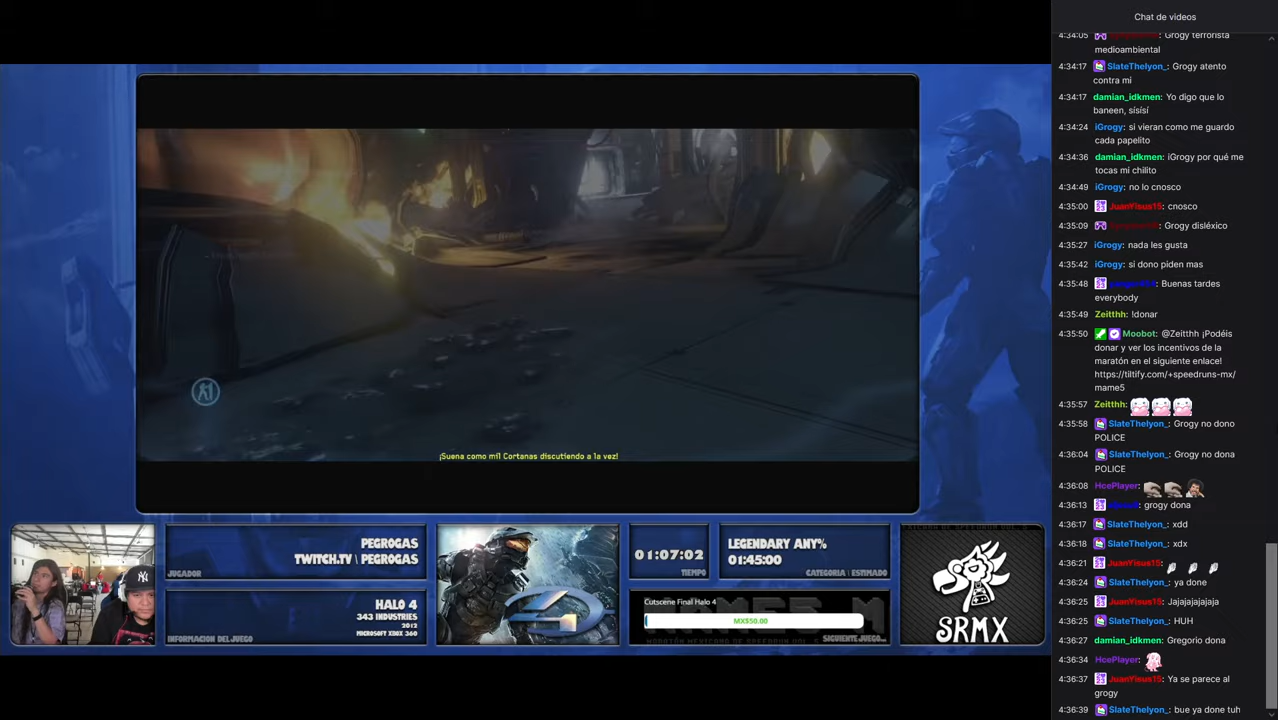 Chat de videos
4:34:05 : Grogy terrorista
medioambiental
4:34:17 SlateThelyon_: Grogy atento
contra mi
4:34:17 damian_idkmen: Yo digo que lo
baneen, sísísí
4:34:24 iGrogy: si vieran como me guardo
cada papelito
4:34:36 damian_idkmen: iGrogy por qué me
tocas mi chilito
4:34:49 iGrogy: no lo cnosco
4:35:00 JuanYisus15: cnosco
4:35:09 : Grogy disléxico
4:35:27 iGrogy: nada les gusta
4:35:42 iGrogy: si dono piden mas
4:35:48 : Buenas tardes
everybody
4:35:49 Zeitthh: !donar
4:35:50 Moobot: @Zeitthh ¡Podéis
donar y ver los incentivos de la
maratón en el siguiente enlace!
https://tiltify.com/+speedruns-mx/
mame5
4:35:57 Zeitthh:
4:35:58 SlateThelyon_: Grogy no dono
POLICE
4:36:04 SlateThelyon_: Grogy no dona
POLICE
4:36:08 HcePlayer:
4:36:13 : grogy dona
4:36:17 SlateThelyon_: xdd
4:36:18 SlateThelyon_: xdx
4:36:21 JuanYisus15:
4:36:24 SlateThelyon_: ya done
4:36:25 JuanYisus15: Jajajajajaja
4:36:25 SlateThelyon_: HUH
4:36:27 damian_idkmen: Gregorio dona
4:36:34 HcePlayer:
4:36:37 JuanYisus15: Ya se parece al
grogy
4:36:39 SlateThelyon_: bue ya done tuh
¡Suena como mil Cortanas discutiendo a la vez!
PEGROGAS
TWITCH.TV \ PEGROGAS
JUGADOR
HALO 4
343 INDUSTRIES
2012
MICROSOFT XBOX 360
INFORMACION DEL JUEGO
4
01:07:02
TIEMPO
LEGENDARY ANY%
01:45:00
CATEGORIA | ESTIMADO
Cutscene Final Halo 4
MX$50.00
SIGUIENTE JUEGO...
SRMX